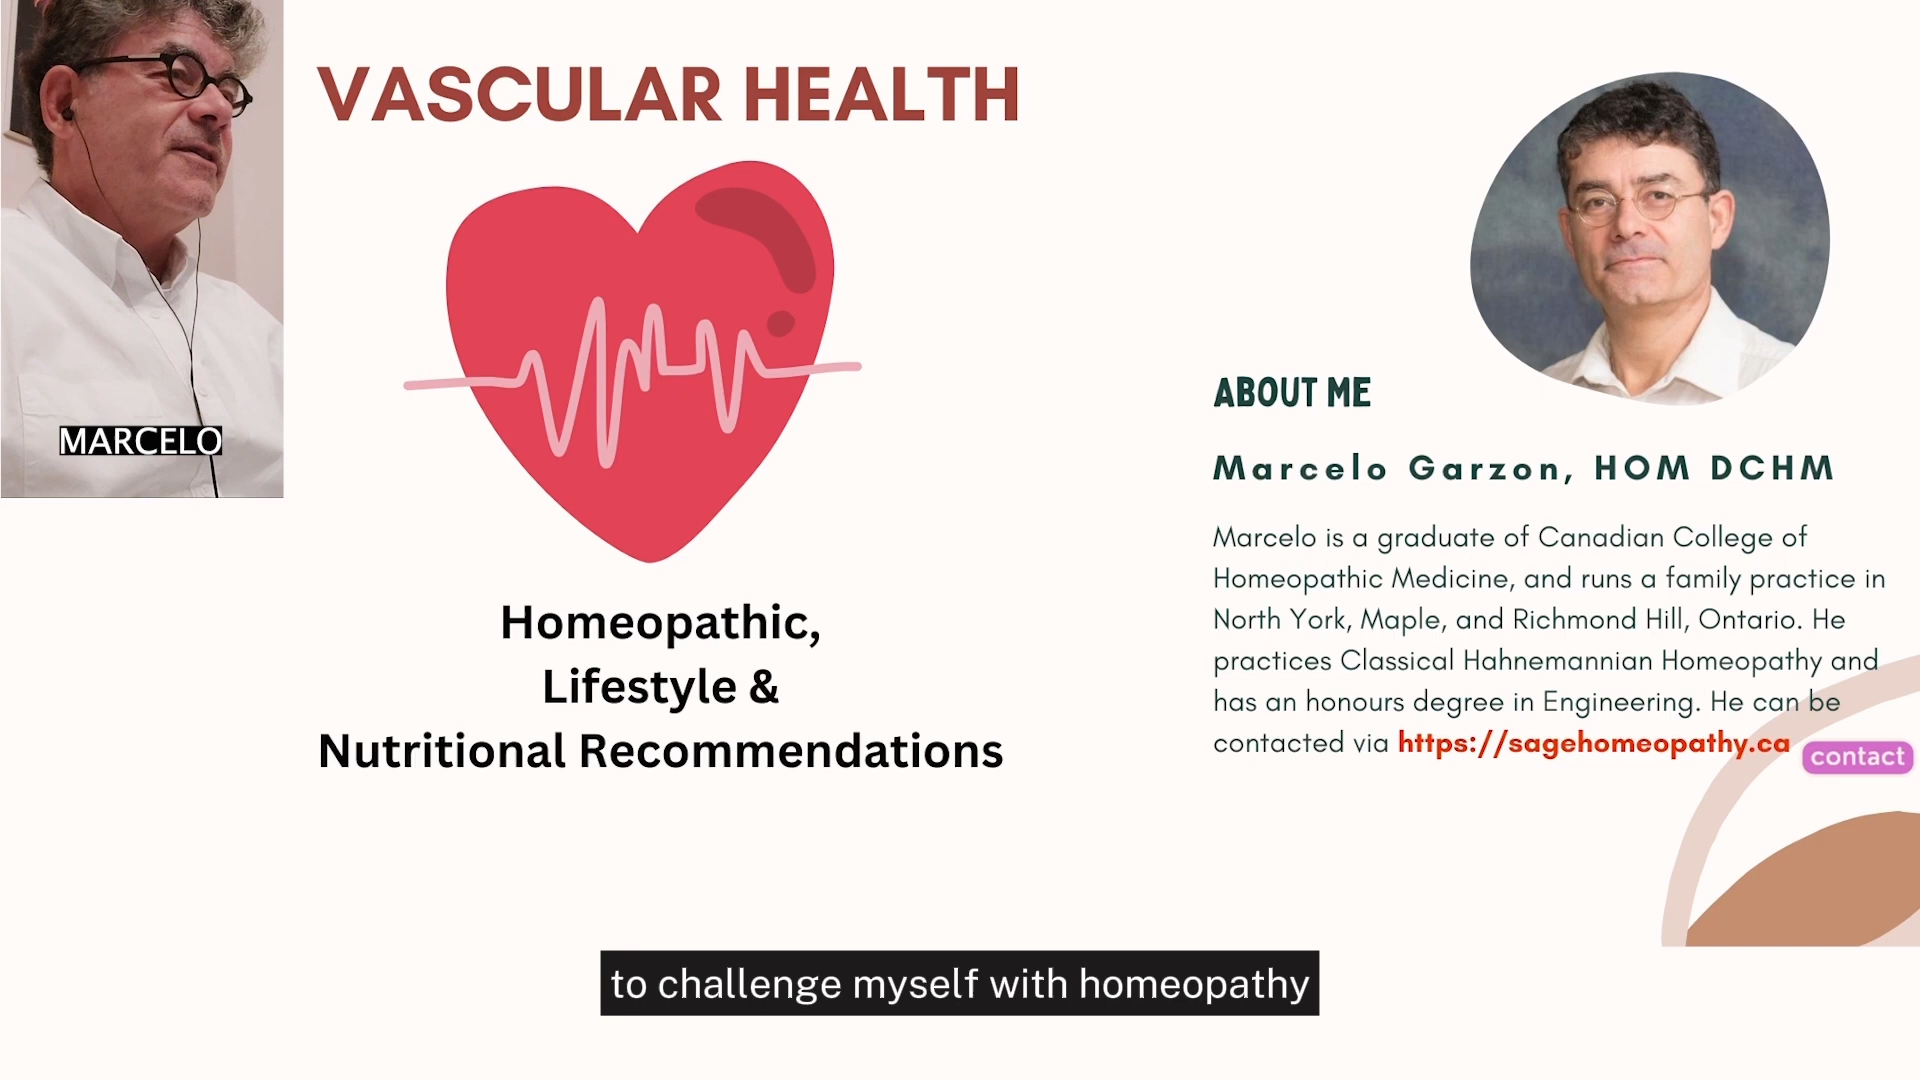 VASCULAR HEALTH
MARCELO
Homeopathic,
Lifestyle &
Nutritional Recommendations
ABOUT ME
Marcelo Garzon, HOM DCHM
Marcelo is a graduate of Canadian College of
Homeopathic Medicine, and runs a family practice in
North York, Maple, and Richmond Hill, Ontario. He
practices Classical Hahnemannian Homeopathy and
has an honours degree in Engineering. He can be
contacted via https://sagehomeopathy.ca
contact
to challenge myself with homeopathy